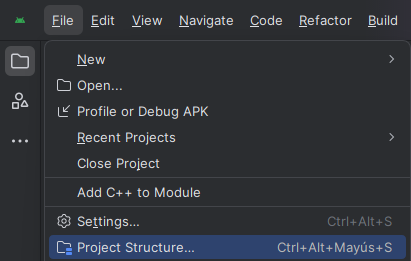 File Edit View Navigate Code Refactor Build
New
Open...
Profile or Debug APK
Recent Projects
Close Project
Add C++ to Module
Settings... Ctrl+Alt+S
Project Structure... Ctrl+Alt+Mayús+S